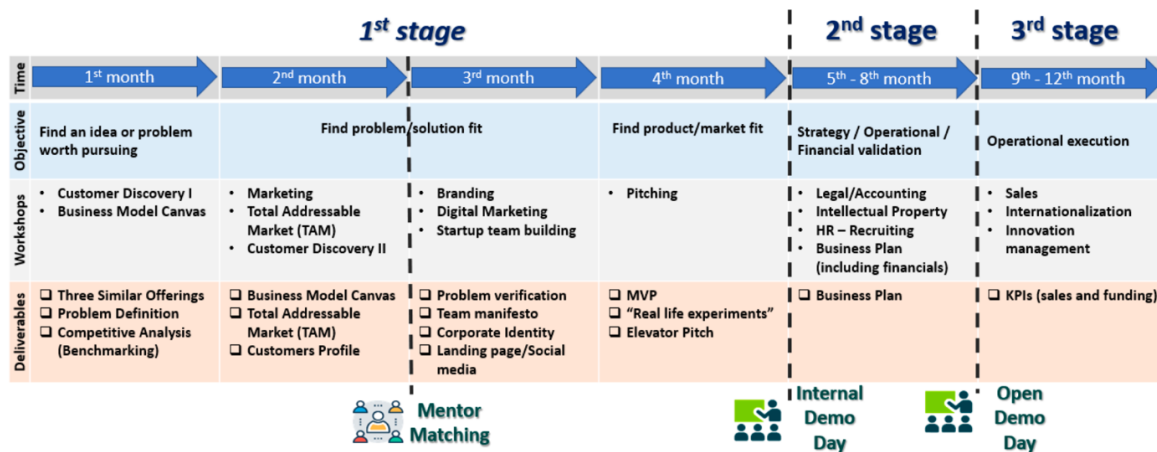 1st stage
2nd stage
3rd stage
Time
1st month
2nd month
3rd month
4th month
5th - 8th month
9th - 12th month
Objective
Find an idea or problem
worth pursuing
Find problem/solution fit
Find product/market fit
Strategy / Operational /
Financial validation
Operational execution
Workshops
• Customer Discovery I
• Business Model Canvas
• Marketing
• Total Addressable
Market (TAM)
• Customer Discovery II
• Branding
• Digital Marketing
• Startup team building
• Pitching
• Legal/Accounting
• Intellectual Property
• HR – Recruiting
• Business Plan
(including financials)
• Sales
• Internationalization
• Innovation
management
Deliverables
❑ Three Similar Offerings
❑ Problem Definition
❑ Competitive Analysis
(Benchmarking)
❑ Business Model Canvas
❑ Total Addressable
Market (TAM)
❑ Customers Profile
❑ Problem verification
❑ Team manifesto
❑ Corporate Identity
❑ Landing page/Social
media
❑ MVP
❑ “Real life experiments”
❑ Elevator Pitch
❑ Business Plan
❑ KPIs (sales and funding)
Mentor
Matching
Internal
Demo
Day
Open
Demo
Day